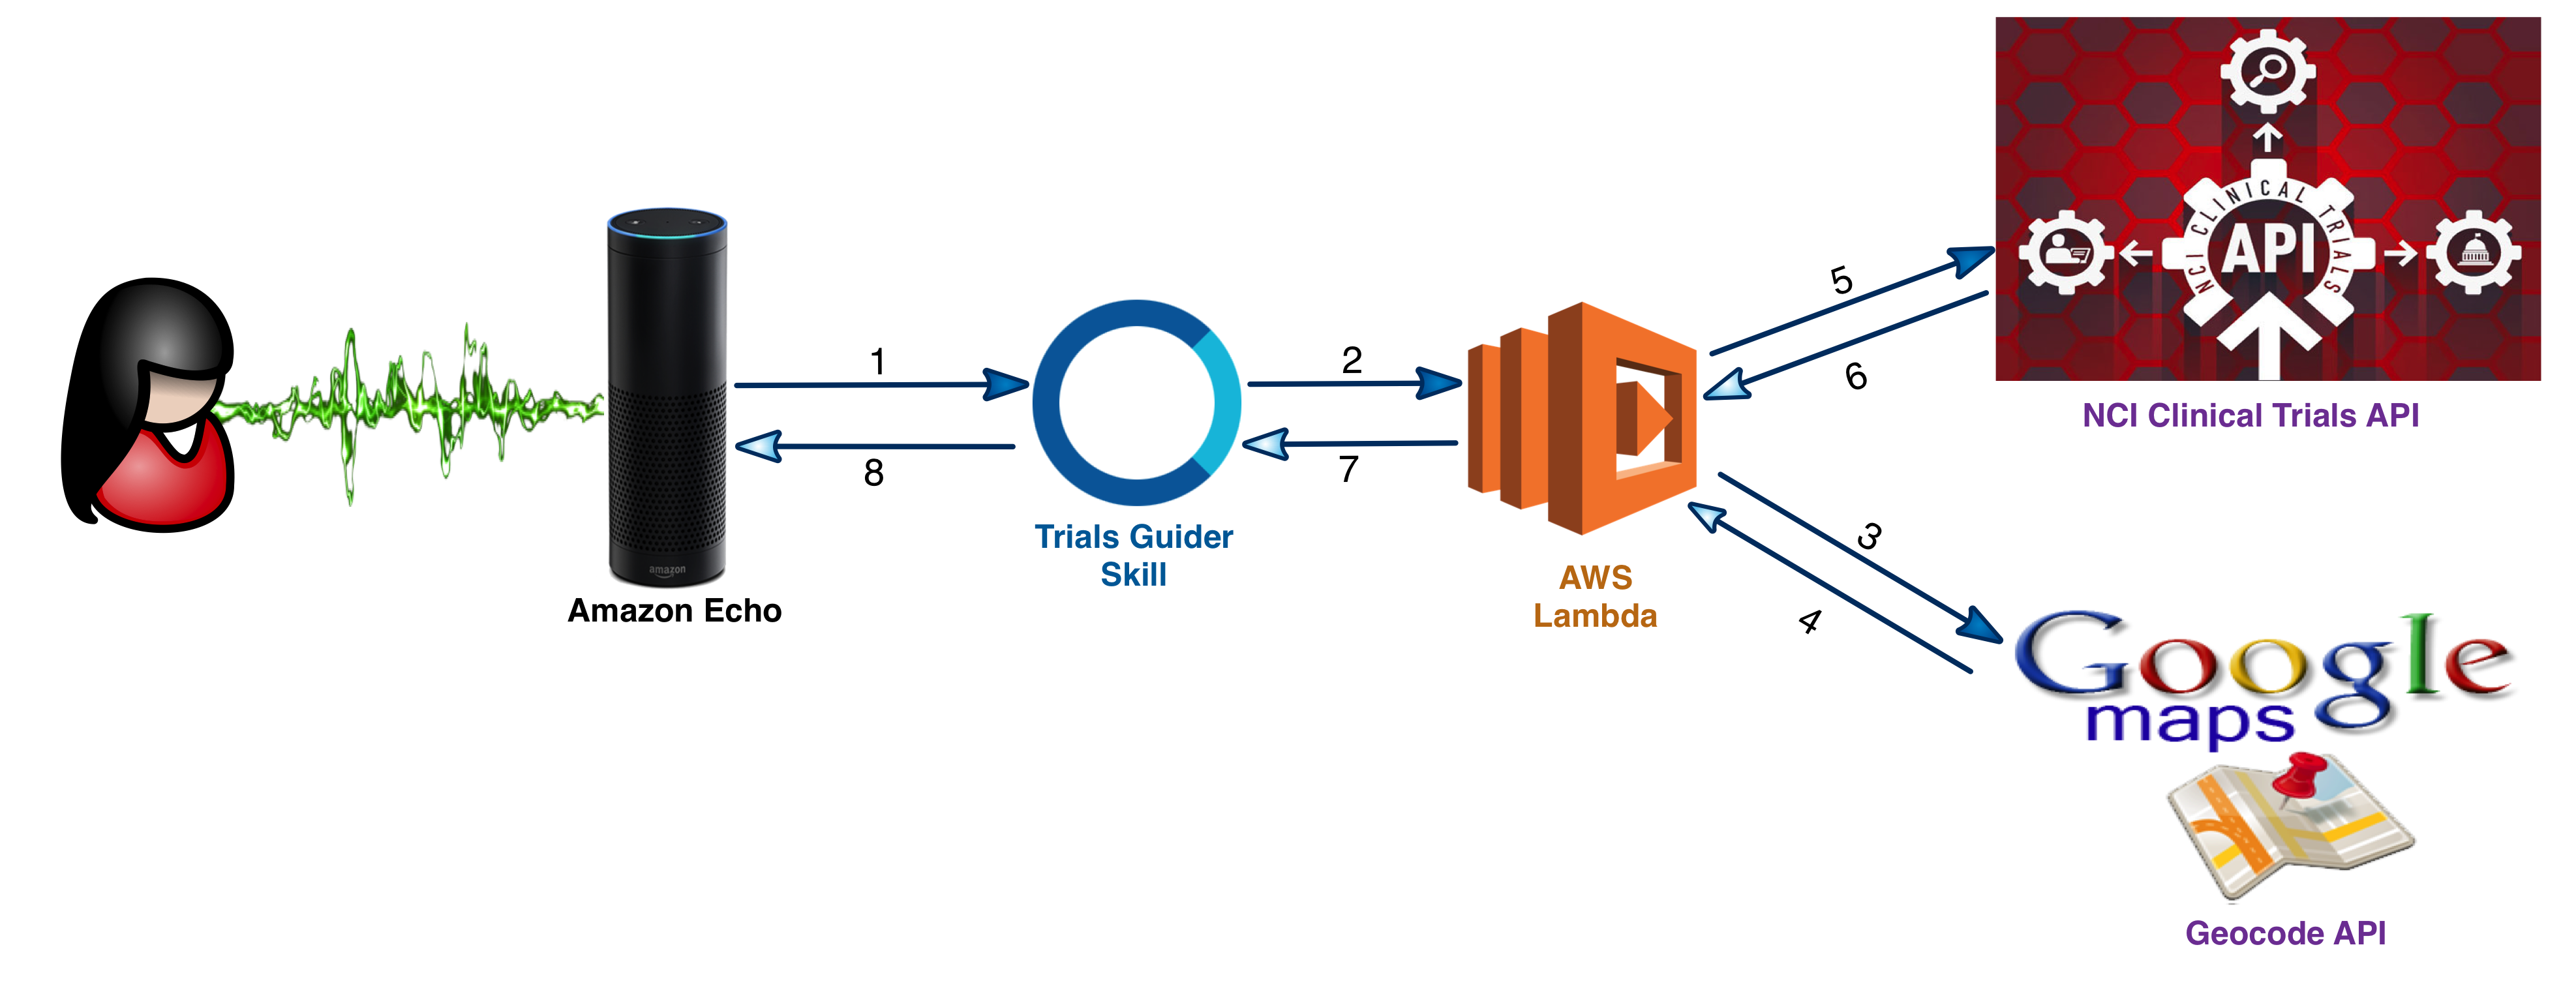 NCI CLINICAL TRIALS
API
NCI Clinical Trials API
5
6
1
2
8
7
3
4
amazon
Amazon Echo
Trials Guider
Skill
AWS
Lambda
Google
maps
Geocode API